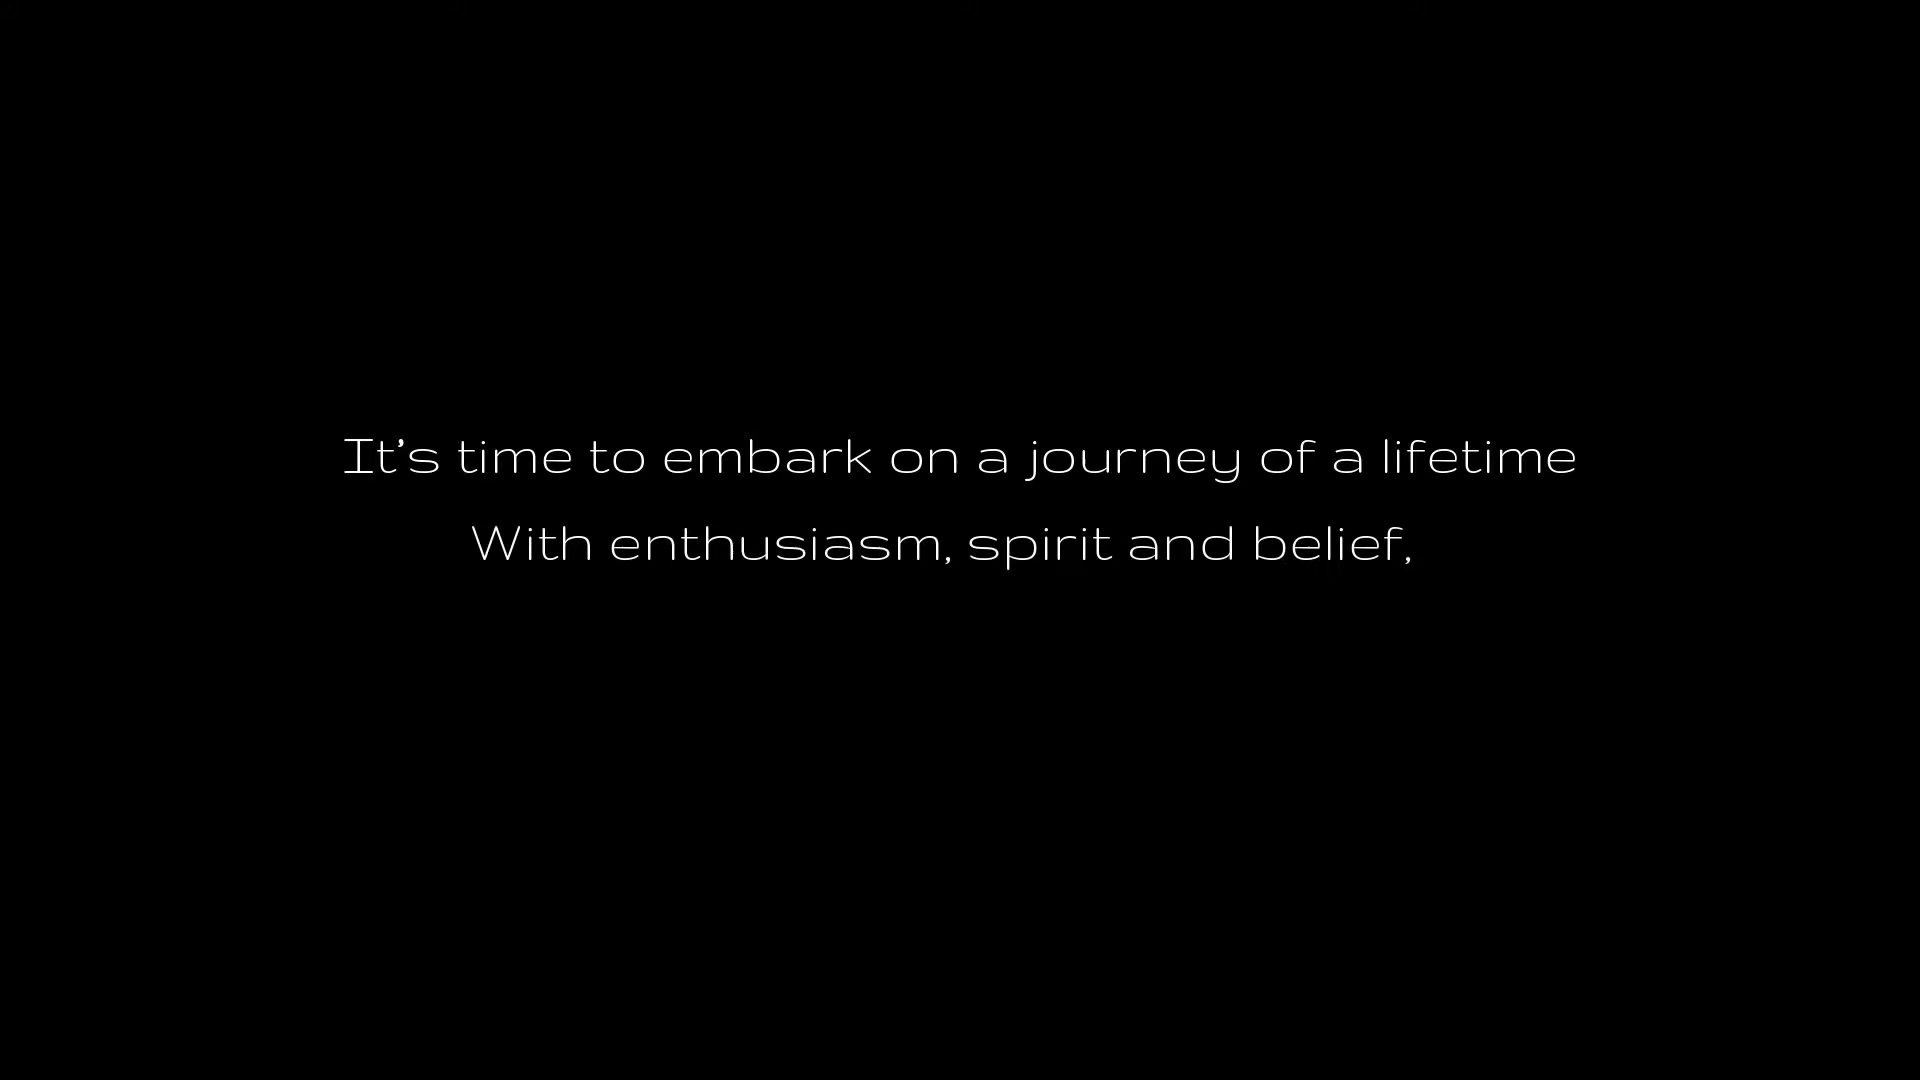 It's time to embark on a journey of a lifetime
With enthusiasm, spirit and belief,